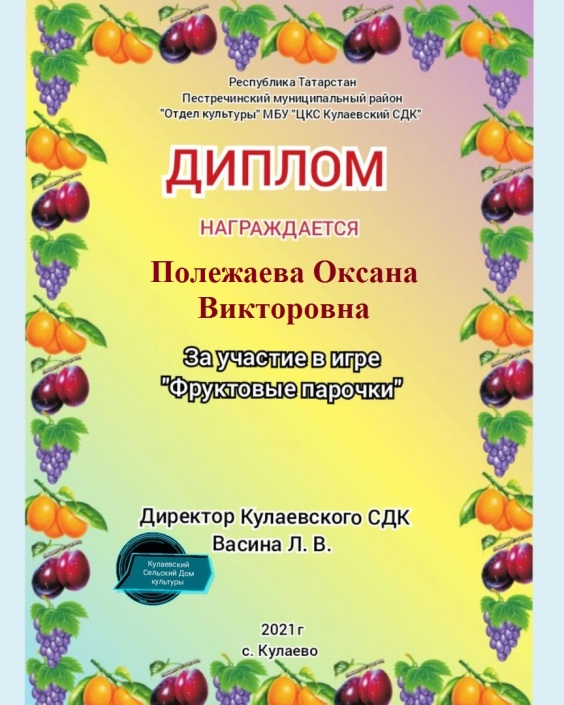 Республика Татарстан
Пестречинский муниципальный район
"Отдел культуры" МБУ "ЦКС Кулаевский СДК"
ДИПЛОМ
НАГРАЖДАЕТСЯ
Полежаева Оксана
Викторовна
За участие в игре
"Фруктовые парочки"
Директор Кулаевского СДК
Васина Л. В.
Кулаевский
Сельский Дом
культуры
2021г
с. Кулаево